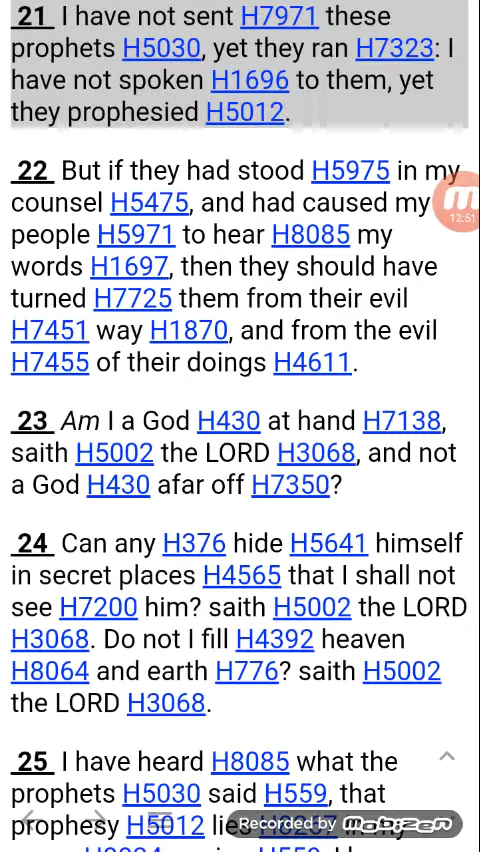 21 I have not sent H7971 these
prophets H5030, yet they ran H7323: I
have not spoken H1696 to them, yet
they prophesied H5012.
22 But if they had stood H5975 in my
counsel H5475, and had caused my
people H5971 to hear H8085 my
words H1697, then they should have
turned H7725 them from their evil
H7451 way H1870, and from the evil
H7455 of their doings H4611.
12:51
23 Am I a God H430 at hand H7138,
saith H5002 the LORD H3068, and not
a God H430 afar off H7350?
24 Can any H376 hide H5641 himself
in secret places H4565 that I shall not
see H7200 him? saith H5002 the LORD
H3068. Do not I fill H4392 heaven
H8064 and earth H776? saith H5002
the LORD H3068.
25 I have heard H8085 what the
prophets H5030 said H559, that
prophesy H5012 lies
Recorded by Mobizen